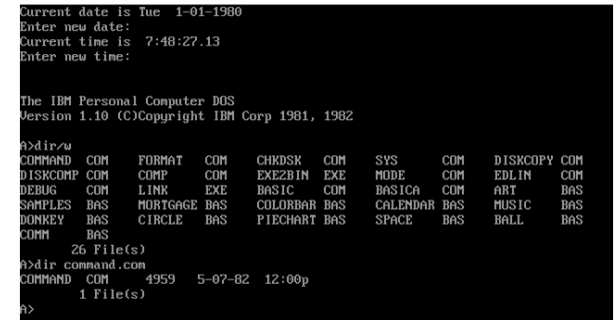 Current date is Tue  1-01-1980
Enter new date:
Current time is  7:48:27.13
Enter new time:
The IBM Personal Computer DOS
Version 1.10 (C)Copyright IBM Corp 1981, 1982
A>dir/w
COMMAND  COM    FORMAT   COM    CHKDSK   COM    SYS      COM    DISKCOPY COM
DISKCOMP COM    COMP     COM    EXE2BIN  EXE    MODE     COM    EDLIN    COM
DEBUG    COM    LINK     EXE    BASIC    COM    BASICA   COM    ART      BAS
SAMPLES  BAS    MORTGAGE BAS    COLORBAR BAS    CALENDAR BAS    MUSIC    BAS
DONKEY   BAS    CIRCLE   BAS    PIECHART BAS    SPACE    BAS    BALL     BAS
COMM     BAS
26 File(s)
A>dir command.com
COMMAND  COM     4959   5-07-82  12:00p
1 File(s)
A>